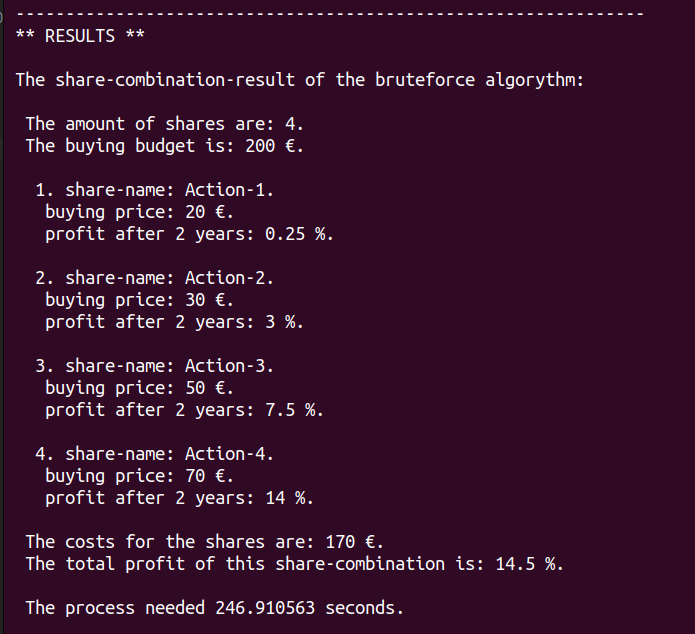 ----------------------------------------------------------------
** RESULTS **
The share-combination-result of the bruteforce algorythm:
The amount of shares are: 4.
The buying budget is: 200 €.
1. share-name: Action-1.
buying price: 20 €.
profit after 2 years: 0.25 %.
2. share-name: Action-2.
buying price: 30 €.
profit after 2 years: 3 %.
3. share-name: Action-3.
buying price: 50 €.
profit after 2 years: 7.5 %.
4. share-name: Action-4.
buying price: 70 €.
profit after 2 years: 14 %.
The costs for the shares are: 170 €.
The total profit of this share-combination is: 14.5 %.
The process needed 246.910563 seconds.